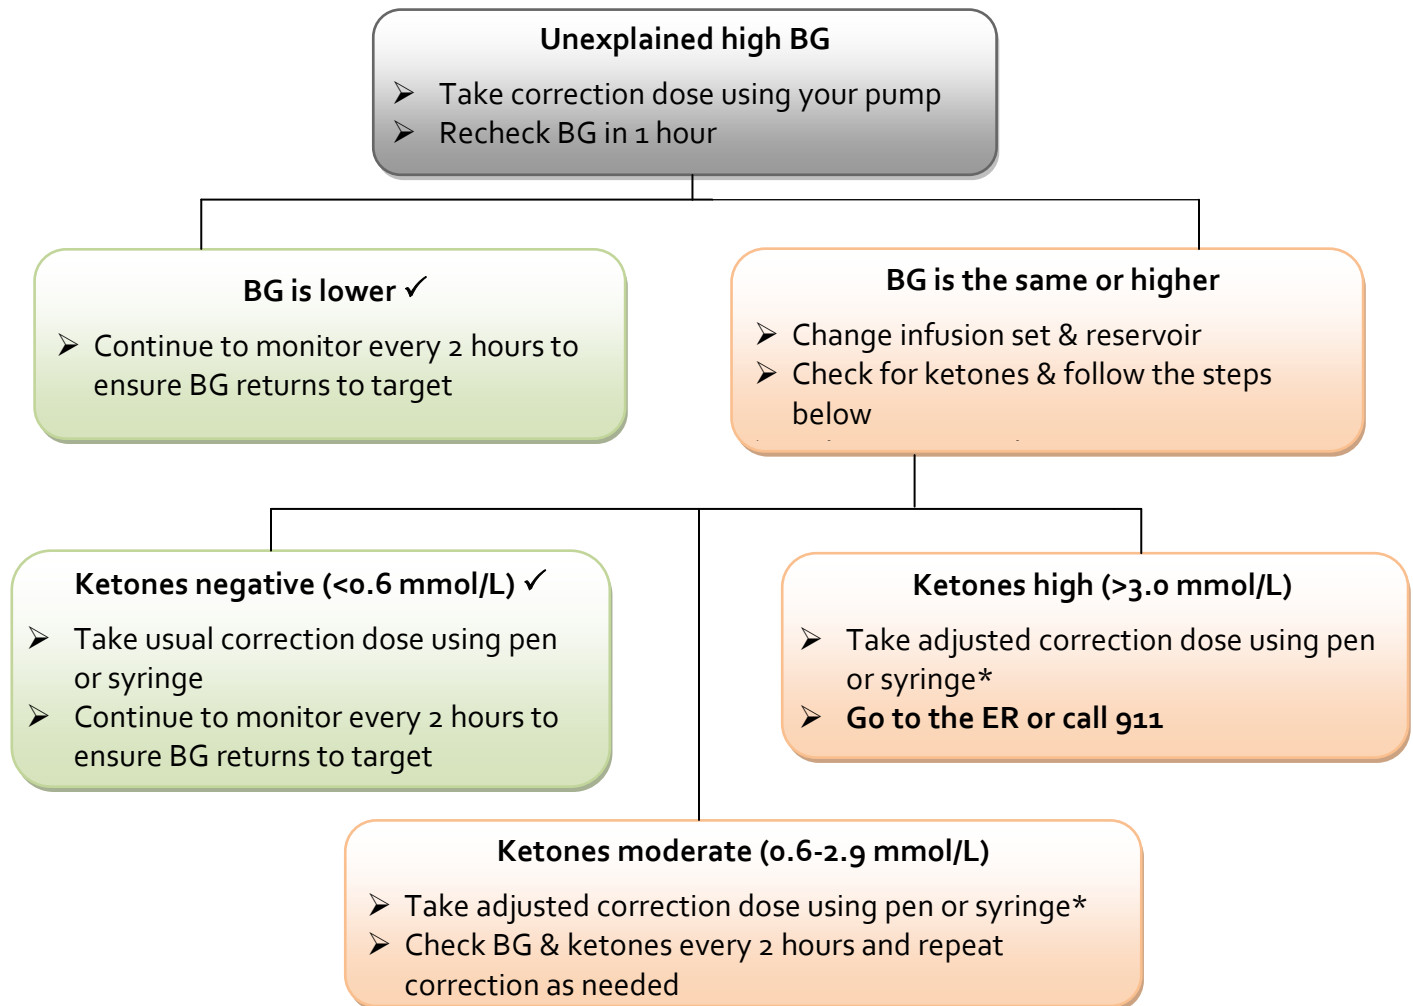 Unexplained high BG
➢ Take correction dose using your pump
➢ Recheck BG in 1 hour
BG is lower ✓
➢ Continue to monitor every 2 hours to
ensure BG returns to target
BG is the same or higher
➢ Change infusion set & reservoir
➢ Check for ketones & follow the steps
below
Ketones negative (<0.6 mmol/L) ✓
➢ Take usual correction dose using pen
or syringe
➢ Continue to monitor every 2 hours to
ensure BG returns to target
Ketones high (>3.0 mmol/L)
➢ Take adjusted correction dose using pen
or syringe*
➢ Go to the ER or call 911
Ketones moderate (0.6-2.9 mmol/L)
➢ Take adjusted correction dose using pen or syringe*
➢ Check BG & ketones every 2 hours and repeat
correction as needed